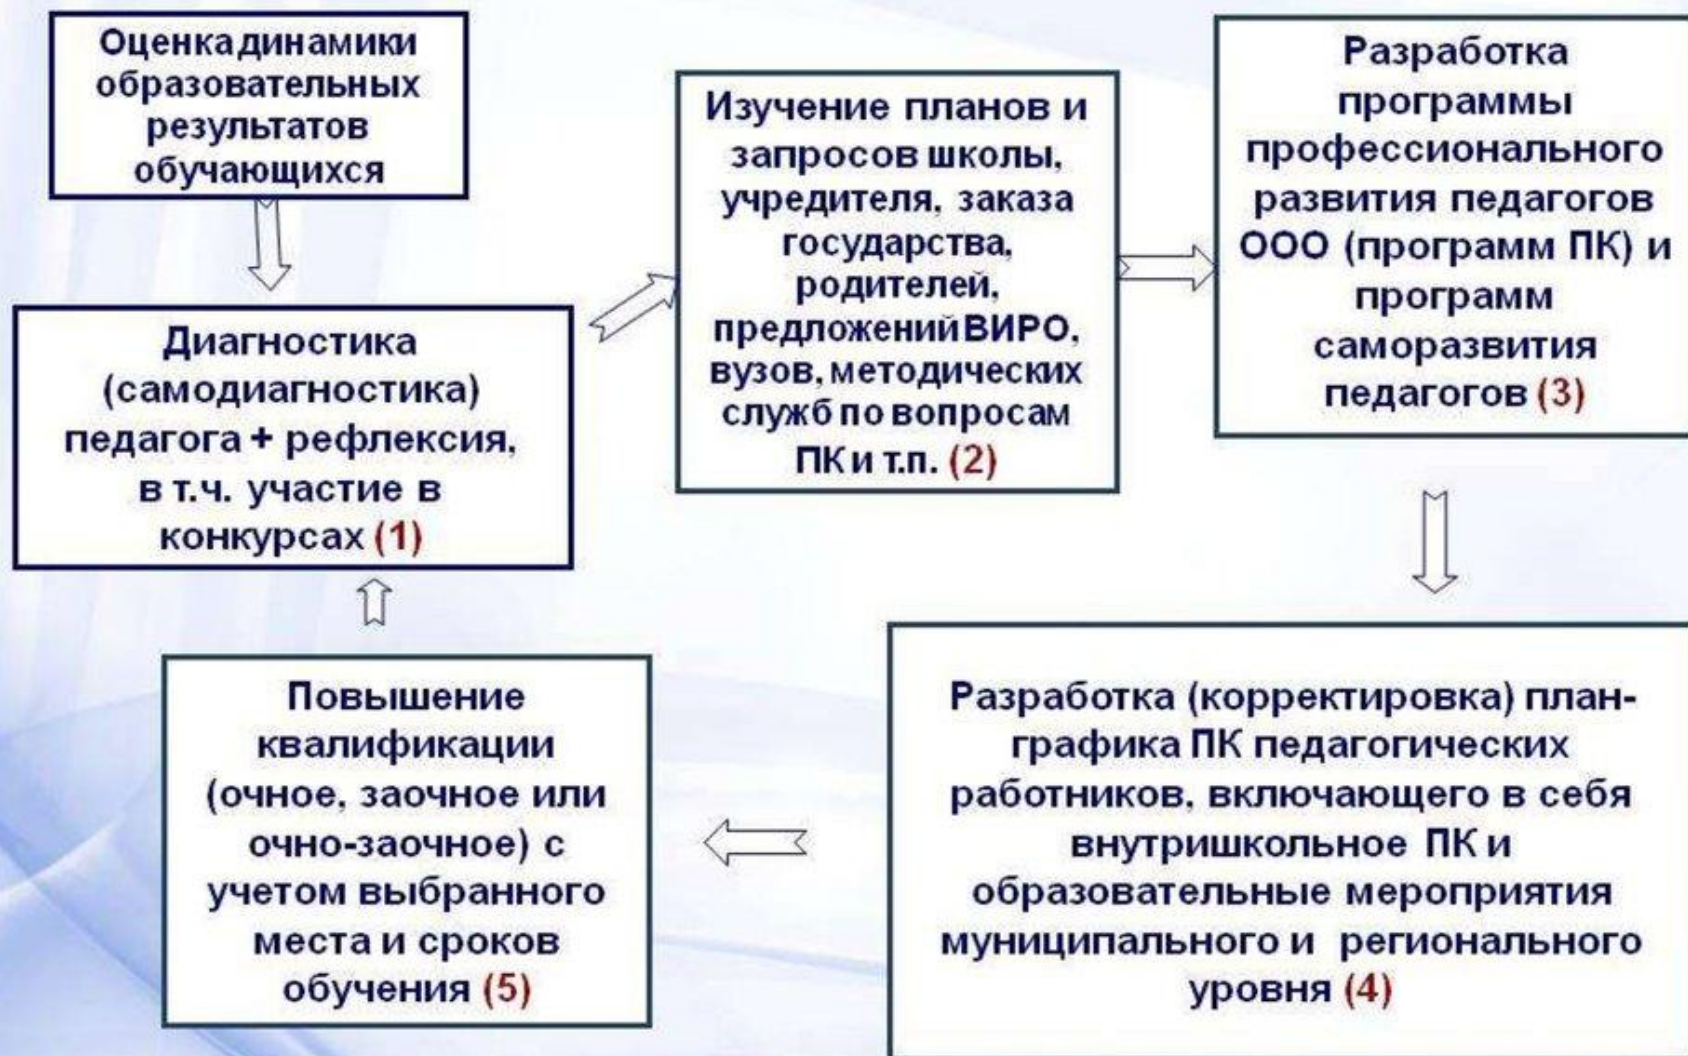 Оценка динамики
образовательных
результатов
обучающихся
Диагностика
(самодиагностика)
педагога + рефлексия,
в т.ч. участие в
конкурсах (1)
Изучение планов и
запросов школы,
учредителя, заказа
государства,
родителей,
предложений ВИРО,
вузов, методических
служб по вопросам
ПК и т.п. (2)
Разработка
программы
профессионального
развития педагогов
ООО (программ ПК) и
программ
саморазвития
педагогов (3)
Разработка (корректировка) план-
графика ПК педагогических
работников, включающего в себя
внутришкольное ПК и
образовательные мероприятия
муниципального и регионального
уровня (4)
Повышение
квалификации
(очное, заочное или
очно-заочное) с
учетом выбранного
места и сроков
обучения (5)